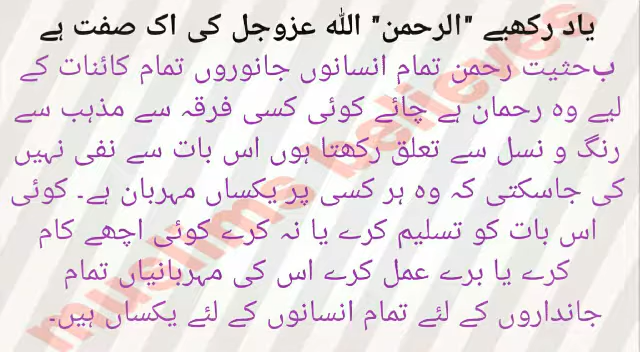 یاد رکھیے "الرحمن" اللہ عزوجل کی اک صفت ہے
بحثیت رحمن تمام انسانوں جانوروں تمام کائنات کے
لیے وہ رحمان ہے چائے کوئی کسی فرقہ سے مذہب سے
رنگ و نسل سے تعلق رکھتا ہوں اس بات سے نفی نہیں
کی جاسکتی کہ وہ ہر کسی پر یکساں مہربان ہے۔ کوئی
اس بات کو تسلیم کرے یا نہ کرے کوئی اچھے کام
کرے یا برے عمل کرے اس کی مہربانیاں تمام
جانداروں کے لئے تمام انسانوں کے لئے یکساں ہیں۔
muslims believes